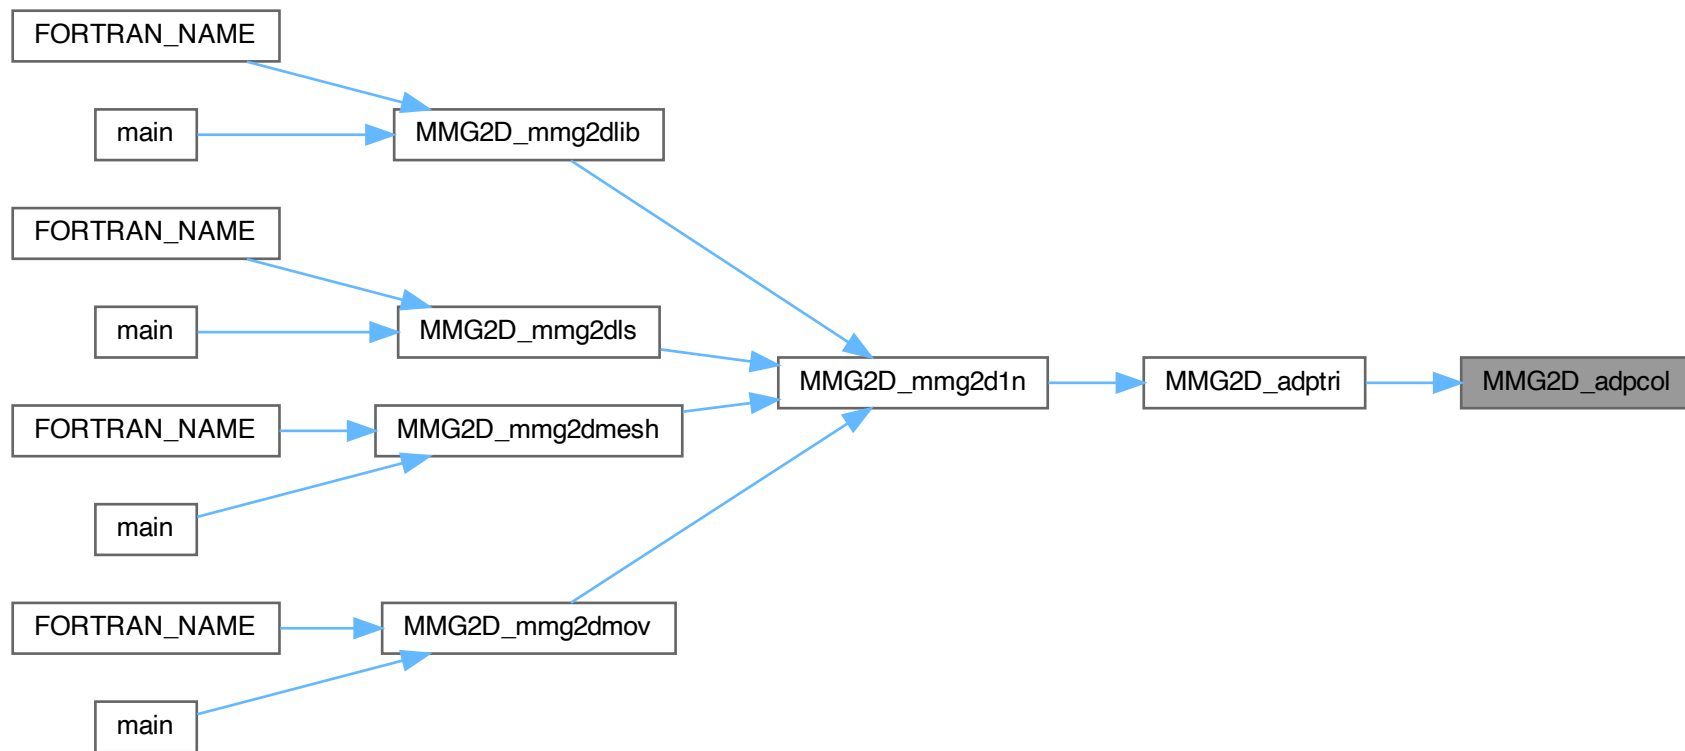 FORTRAN_NAME
main
MMG2D_mmg2dlib
FORTRAN_NAME
main
MMG2D_mmg2dls
MMG2D_mmg2d1n
MMG2D_adptri
MMG2D_adpcol
FORTRAN_NAME
MMG2D_mmg2dmesh
main
FORTRAN_NAME
MMG2D_mmg2dmov
main